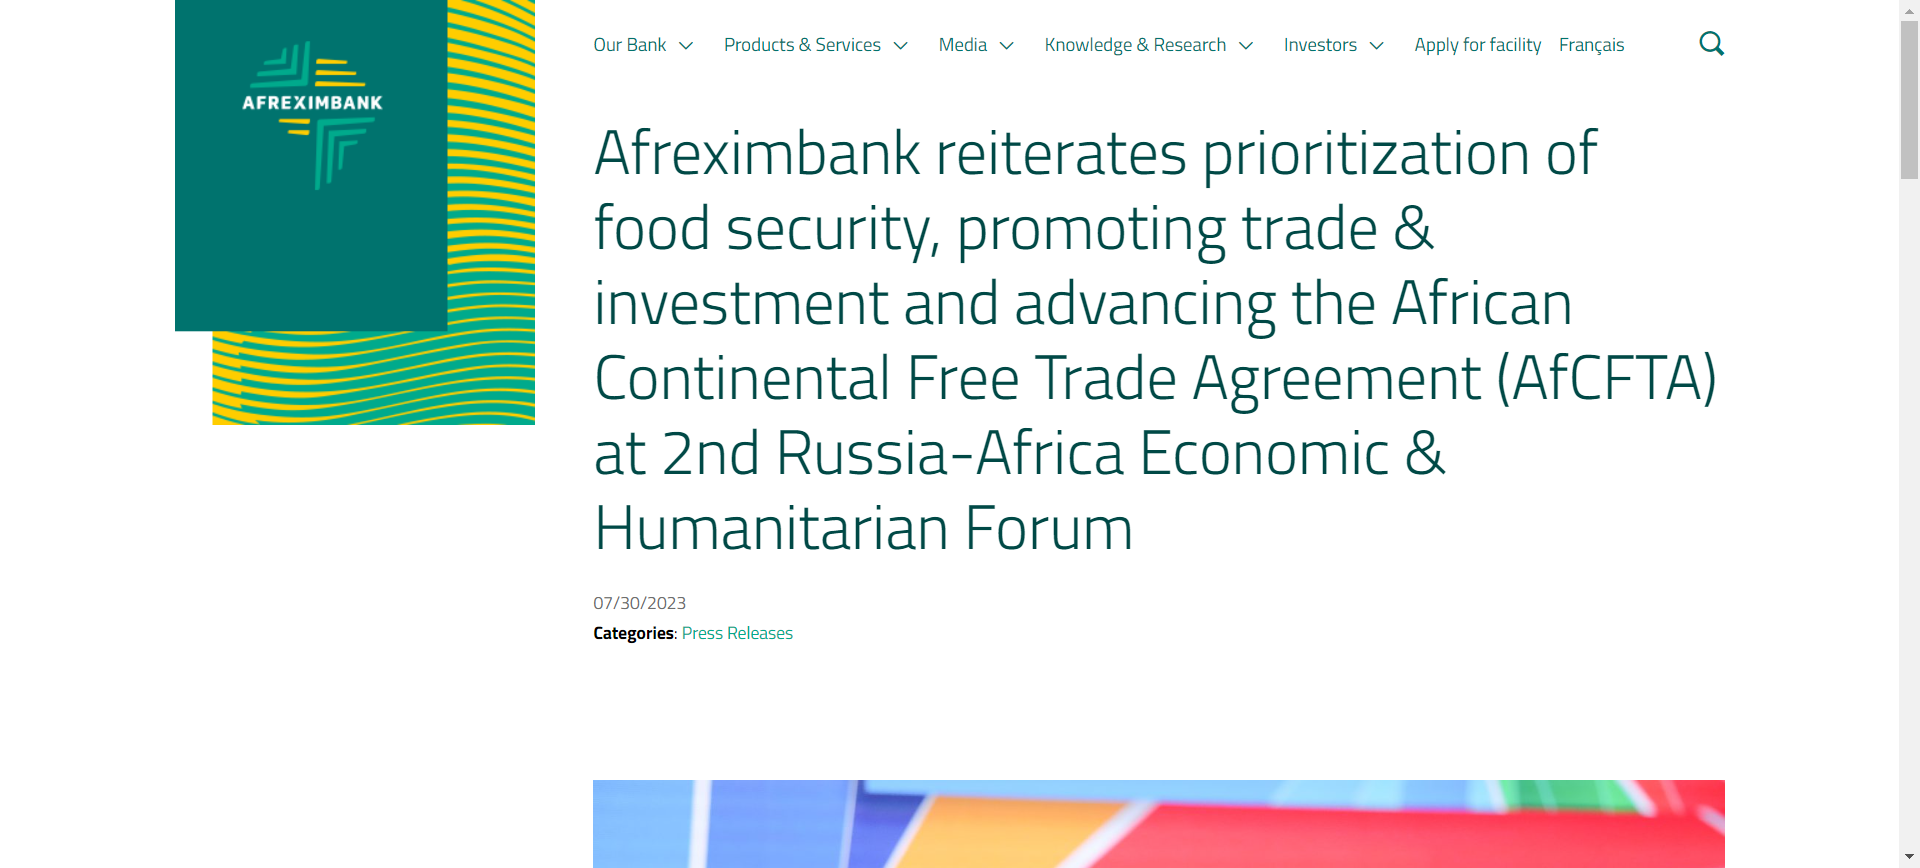 AFREXIMBANK
Our Bank
Products & Services
Media
Knowledge & Research
Investors
Apply for facility
Français
Afreximbank reiterates prioritization of
food security, promoting trade &
investment and advancing the African
Continental Free Trade Agreement (AfCFTA)
at 2nd Russia-Africa Economic &
Humanitarian Forum
07/30/2023
Categories: Press Releases